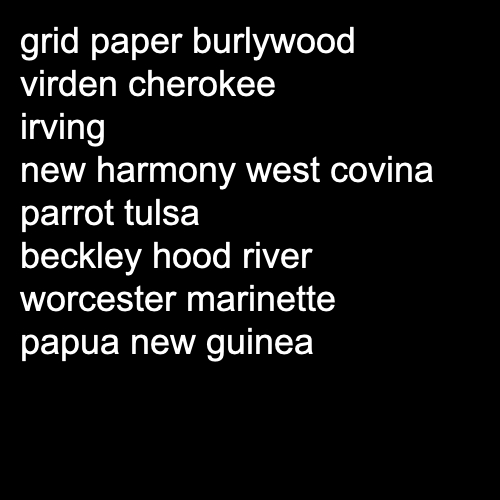 grid paper burlywood
virden cherokee
irving
new harmony west covina
parrot tulsa
beckley hood river
worcester marinette
papua new guinea